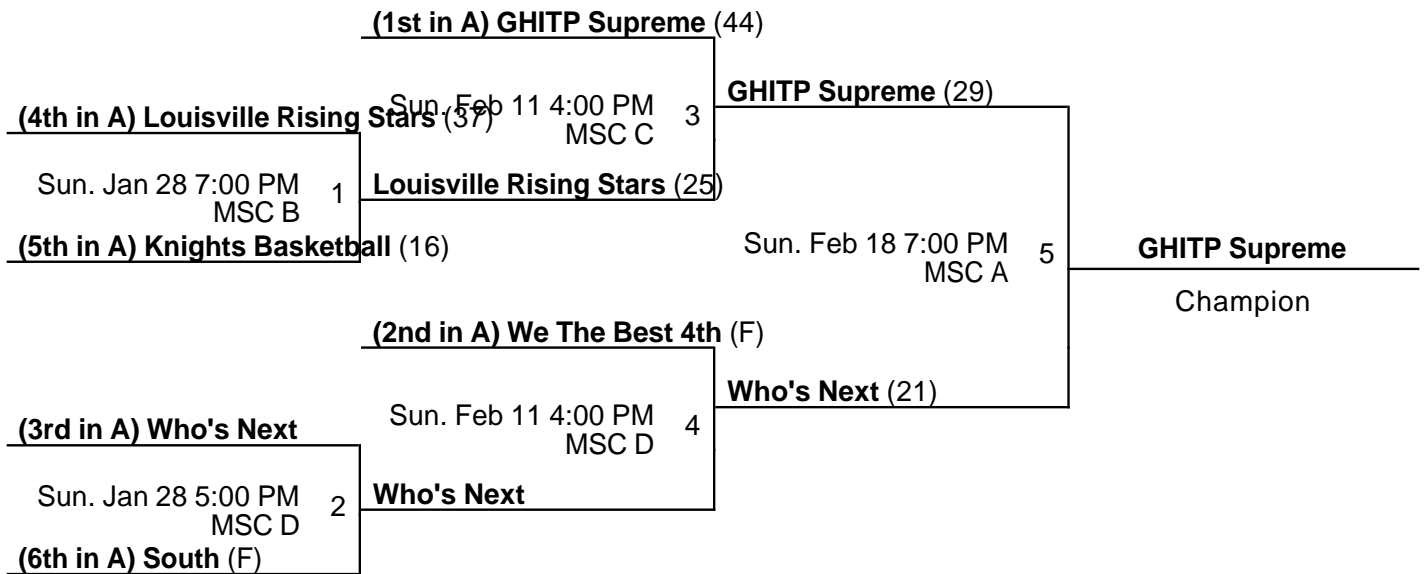 (1st in A) GHITP Supreme (44)
Sun. Feb 11 4:00 PM
MSC C
3
GHITP Supreme (29)
(4th in A) Louisville Rising Stars (37)
Sun. Jan 28 7:00 PM
MSC B
1
Louisville Rising Stars (25)
(5th in A) Knights Basketball (16)
Sun. Feb 18 7:00 PM
MSC A
5
GHITP Supreme
Champion
(2nd in A) We The Best 4th (F)
Sun. Feb 11 4:00 PM
MSC D
4
Who's Next (21)
(3rd in A) Who's Next
Sun. Jan 28 5:00 PM
MSC D
2
Who's Next
(6th in A) South (F)